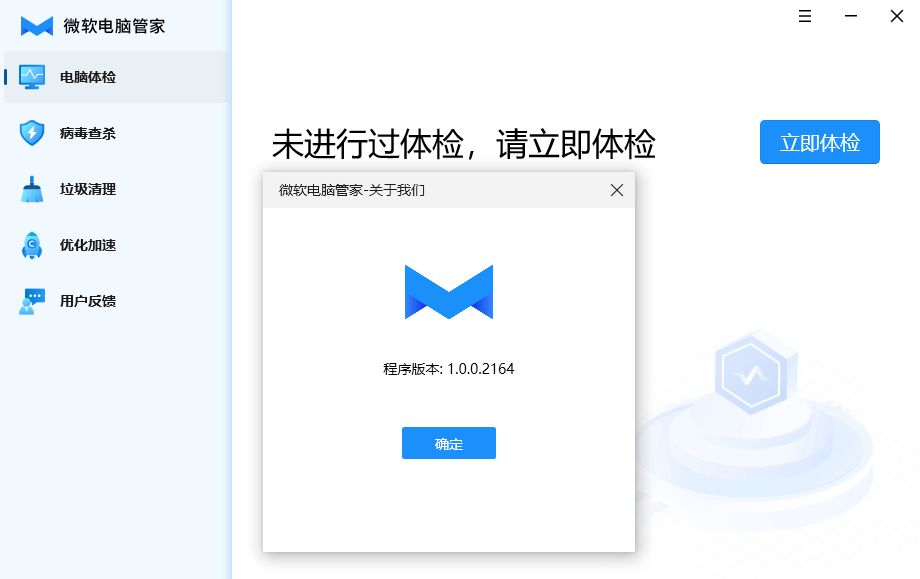 微软电脑管家
电脑体检
病毒查杀
垃圾清理
优化加速
用户反馈
未进行过体检，请立即体检
立即体检
微软电脑管家-关于我们
程序版本: 1.0.0.2164
确定